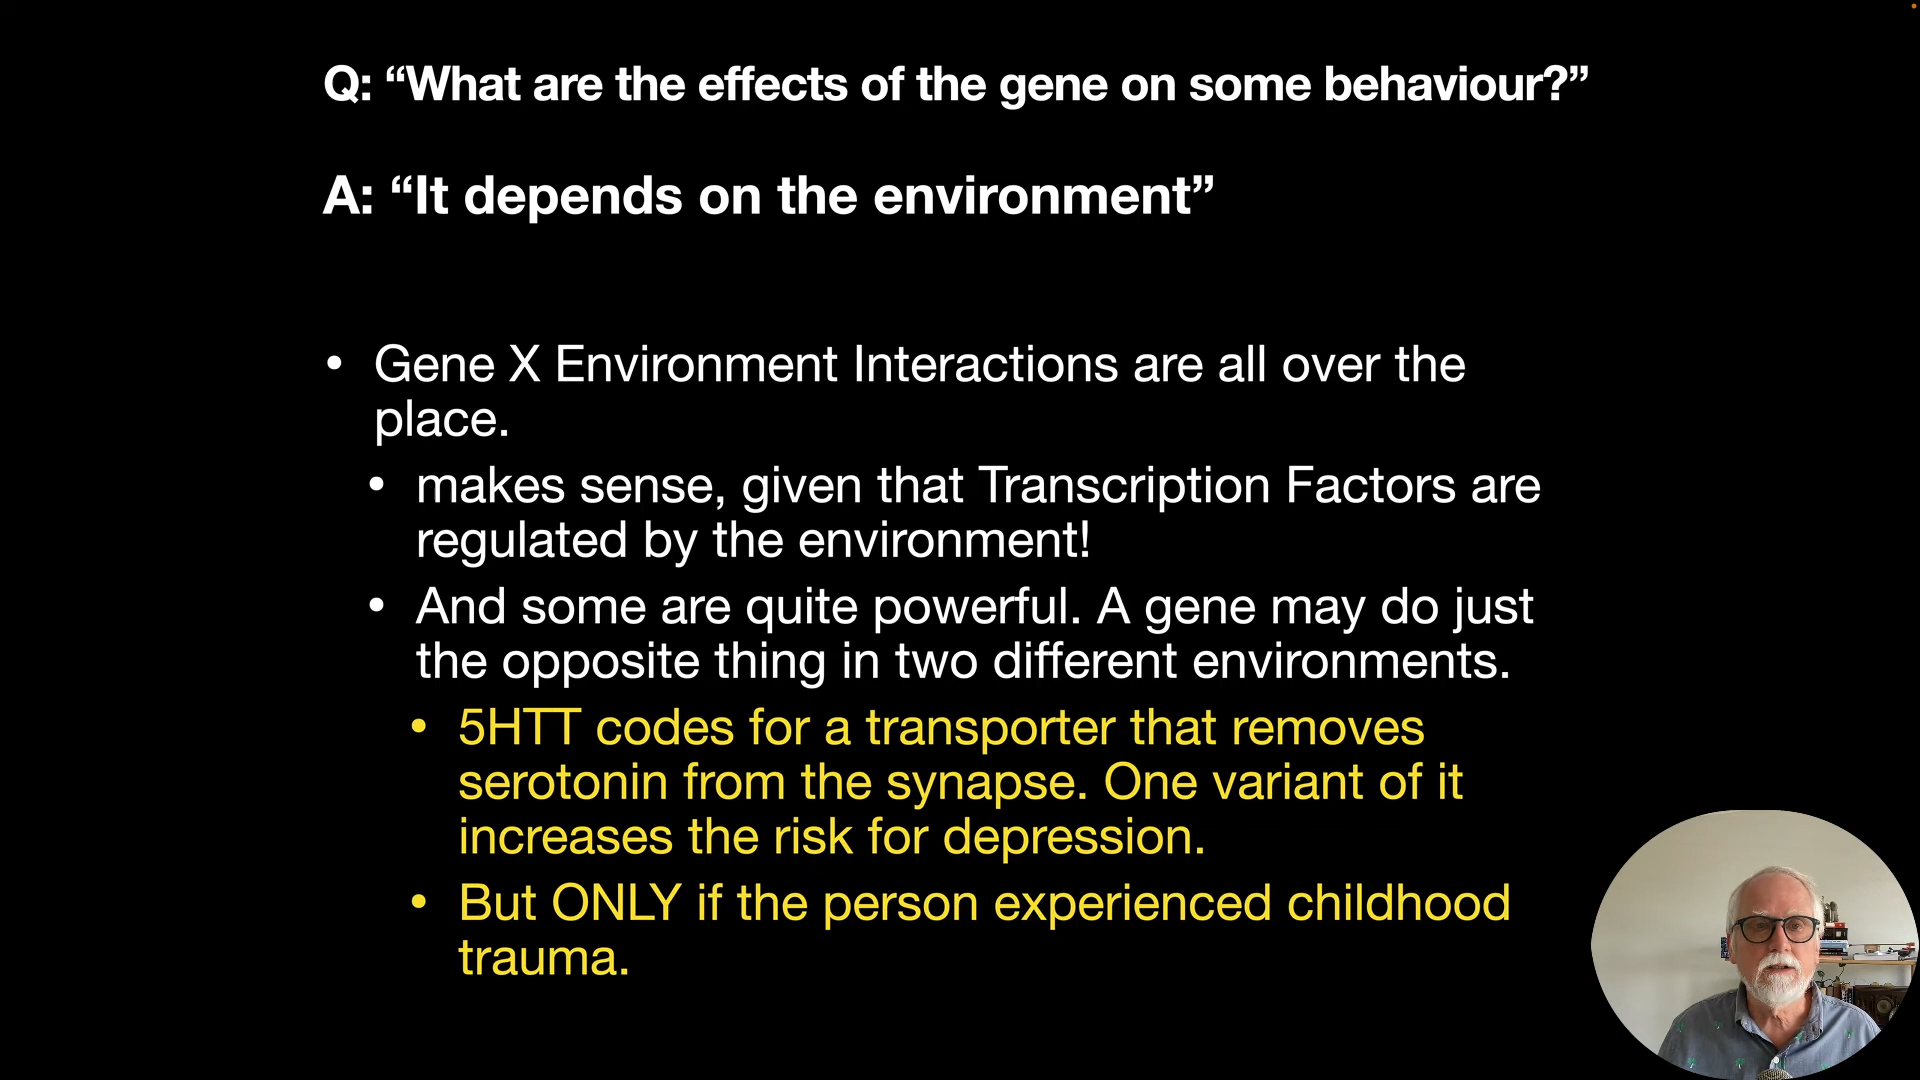 Q: “What are the effects of the gene on some behaviour?”
A: “It depends on the environment”
• Gene X Environment Interactions are all over the
place.
• makes sense, given that Transcription Factors are
regulated by the environment!
• And some are quite powerful. A gene may do just
the opposite thing in two different environments.
• 5HTT codes for a transporter that removes
serotonin from the synapse. One variant of it
increases the risk for depression.
• But ONLY if the person experienced childhood
trauma.